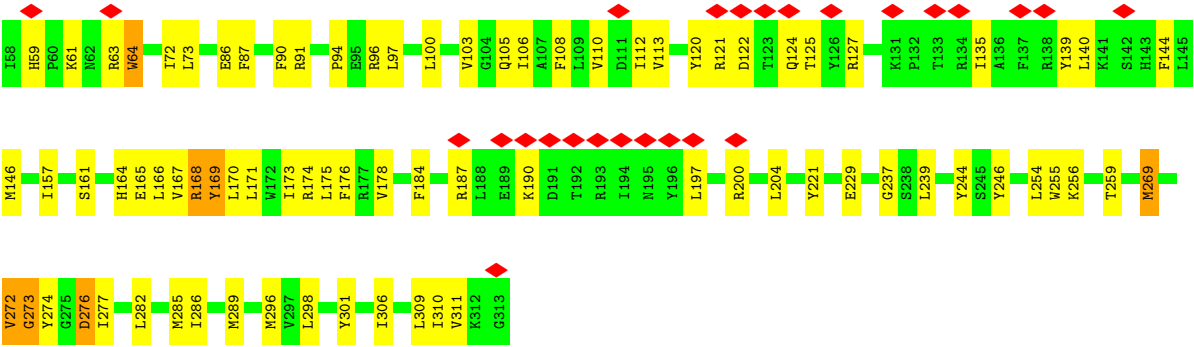 I58 H59 P60 K61 N62 R63 W64 I72 L73 E86 F87 F90 R91 P94 E95 R96 L97 L100 V103 G104 Q105 I106 A107 F108 L109 V110 D111 I112 V113 Y120 R121 D122 T123 Q124 T125 Y126 R127 K131 P132 T133 R134 I135 A136 F137 R138 Y139 L140 K141 S142 H143 F144 L145
M146 I157 S161 H164 E165 L166 V167 R168 Y169 L170 L171 W172 I173 R174 L175 F176 R177 V178 F184 R187 L188 E189 K190 D191 T192 R193 I194 N195 Y196 L197 R200 L204 Y221 E229 G237 S238 L239 Y244 S245 Y246 L254 W255 K256 T259 M269
V272 G273 Y274 G275 D276 I277 L282 M285 I286 M289 M296 V297 L298 Y301 I306 L309 I310 V311 K312 G313